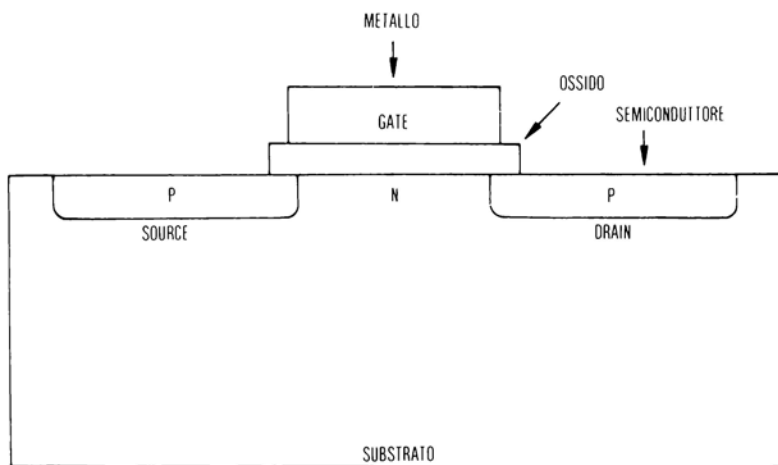 METALLO
OSSIDO
GATE
SEMICONDUTTORE
P
N
P
SOURCE
DRAIN
SUBSTRATO